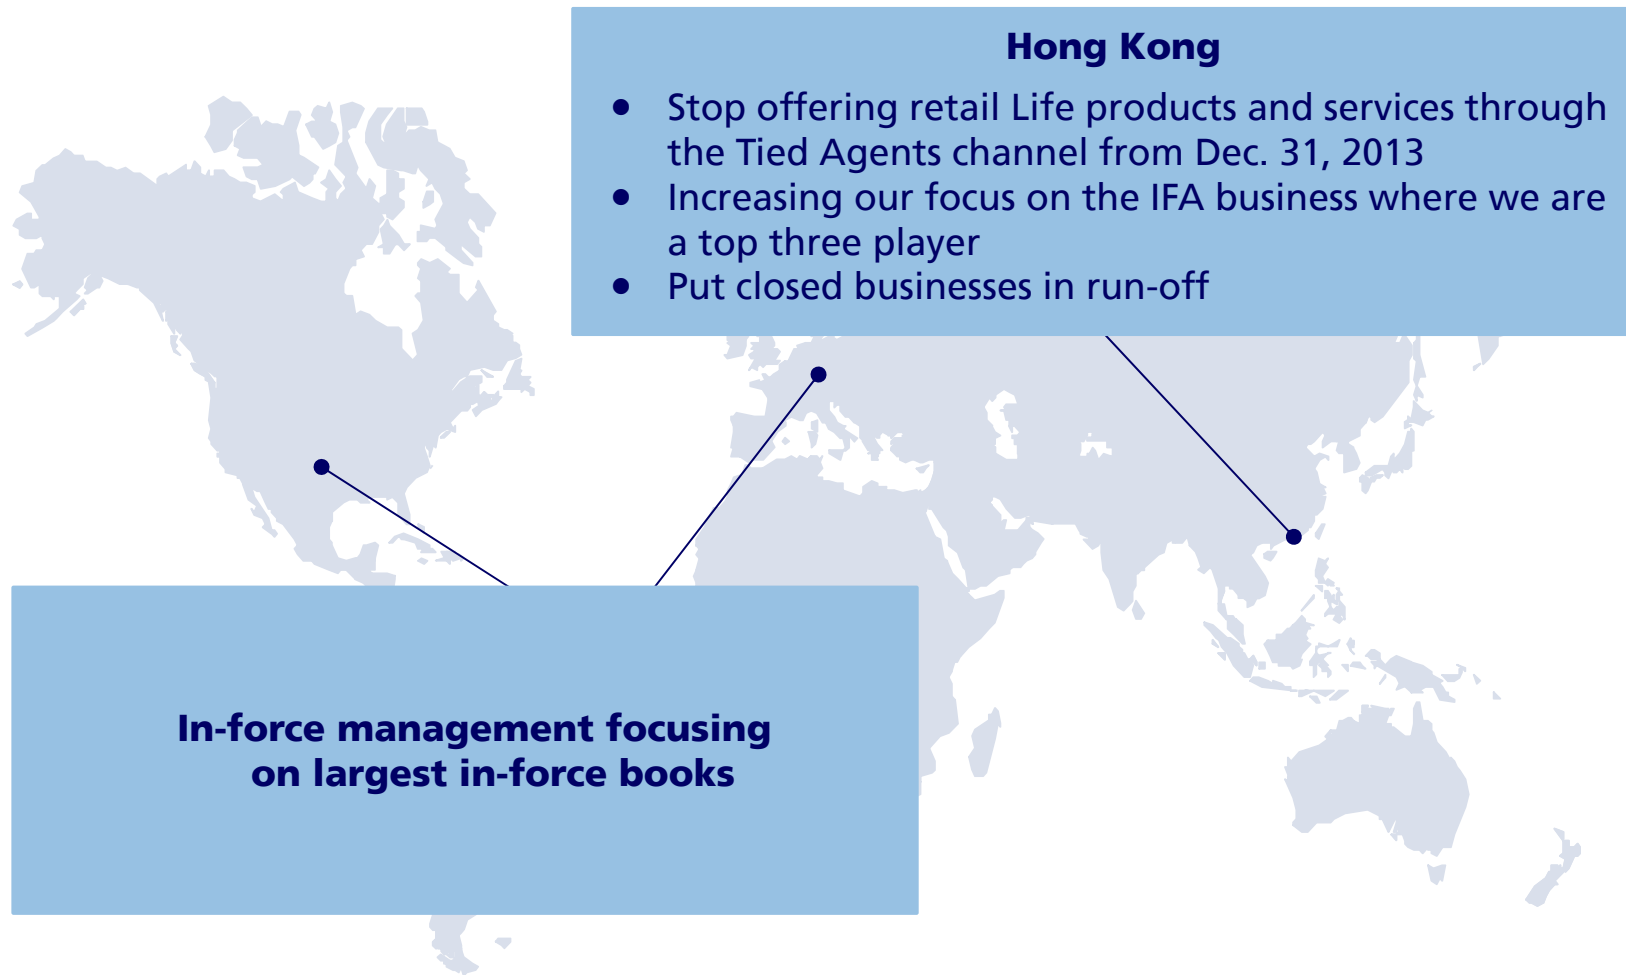 Hong Kong
• Stop offering retail Life products and services through
the Tied Agents channel from Dec. 31, 2013
• Increasing our focus on the IFA business where we are
a top three player
• Put closed businesses in run-off
In-force management focusing
on largest in-force books